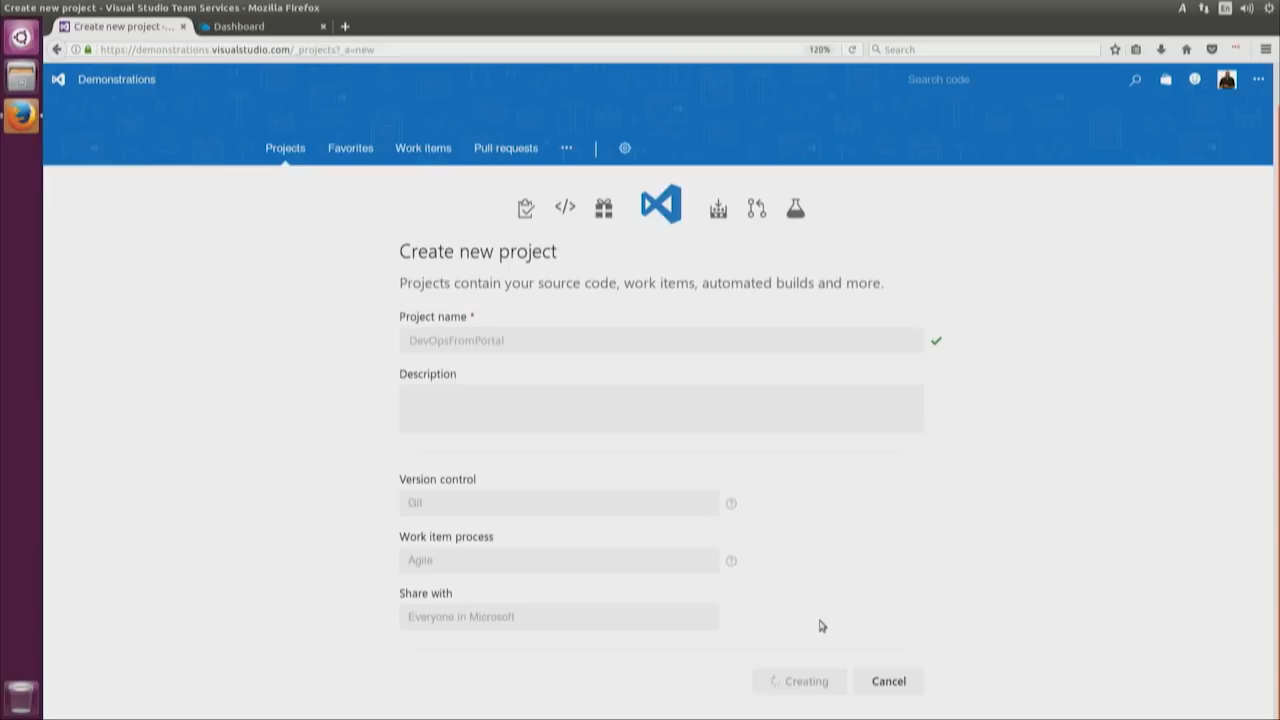 Create new project - Visual Studio Team Services - Mozilla Firefox
A En
Create new project -... × Dashboard × +
https://demonstrations.visualstudio.com/_projects?_a=new 120% Search
Demonstrations Search code
Projects Favorites Work items Pull requests
Create new project
Projects contain your source code, work items, automated builds and more.
Project name *
DevOpsFromPortal
Description
Version control
Git
Work item process
Agile
Share with
Everyone in Microsoft
Creating Cancel